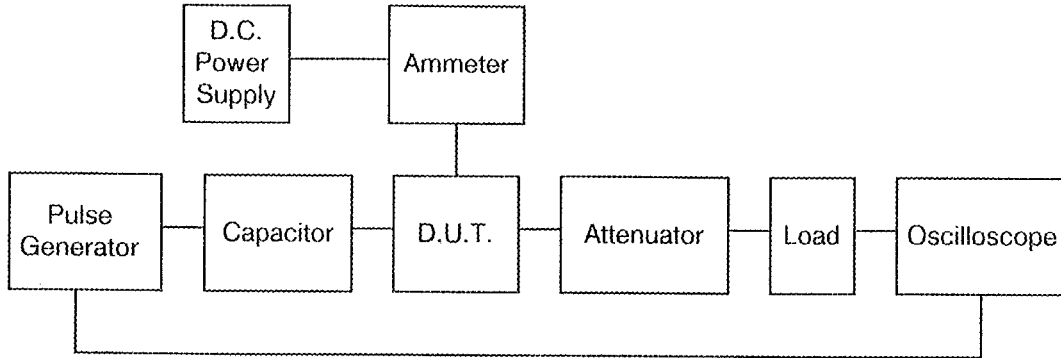 D.C.
Power
Supply
Ammeter
Pulse
Generator
Capacitor
D.U.T.
Attenuator
Load
Oscilloscope